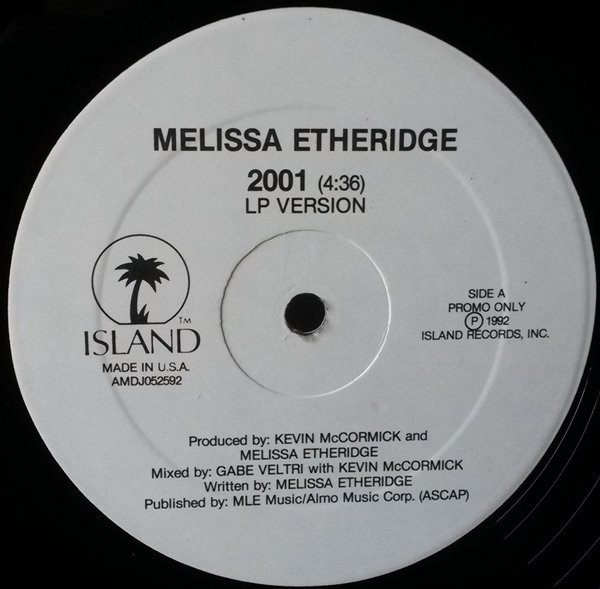 MELISSA ETHERIDGE
2001 (4:36)
LP VERSION
TM
ISLAND
MADE IN U.S.A.
AMDJ052592
SIDE A
PROMO ONLY
Ⓟ 1992
ISLAND RECORDS, INC.
Produced by: KEVIN McCORMICK and
MELISSA ETHERIDGE
Mixed by: GABE VELTRI with KEVIN McCORMICK
Written by: MELISSA ETHERIDGE
Published by: MLE Music/Almo Music Corp. (ASCAP)